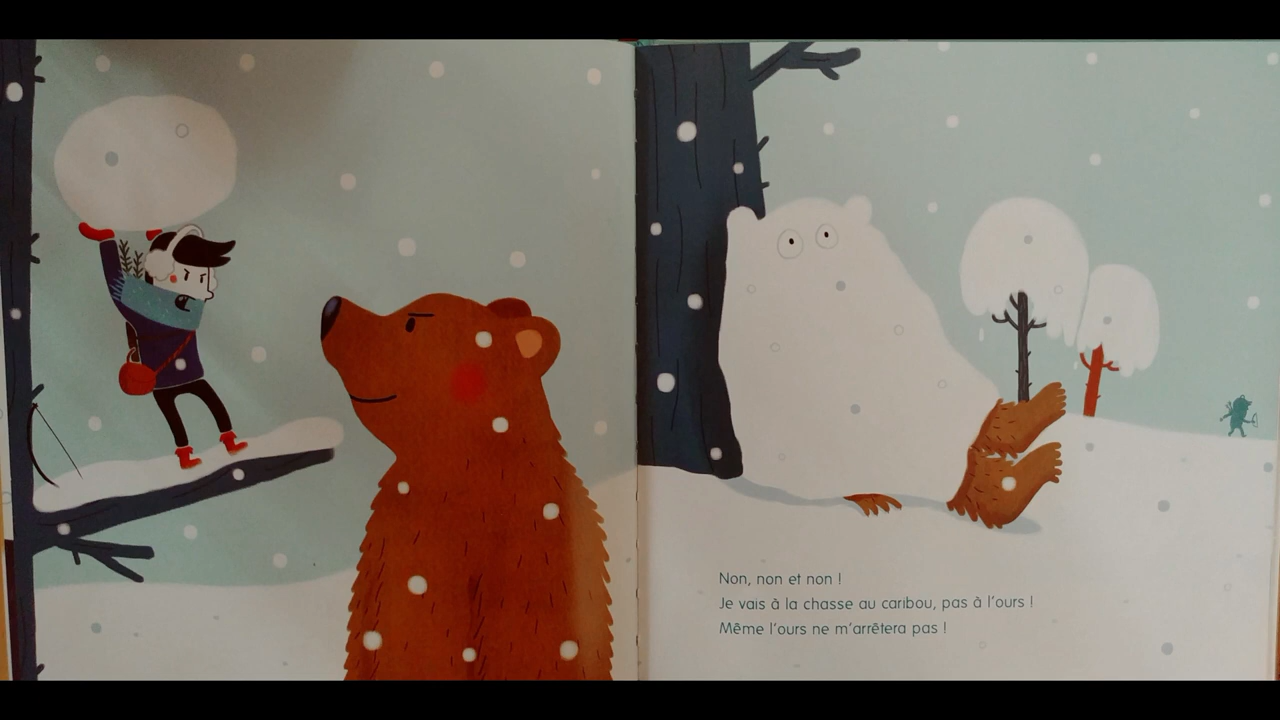 Non, non et non !
Je vais à la chasse au caribou, pas à l'ours !
Même l'ours ne m'arrêtera pas !